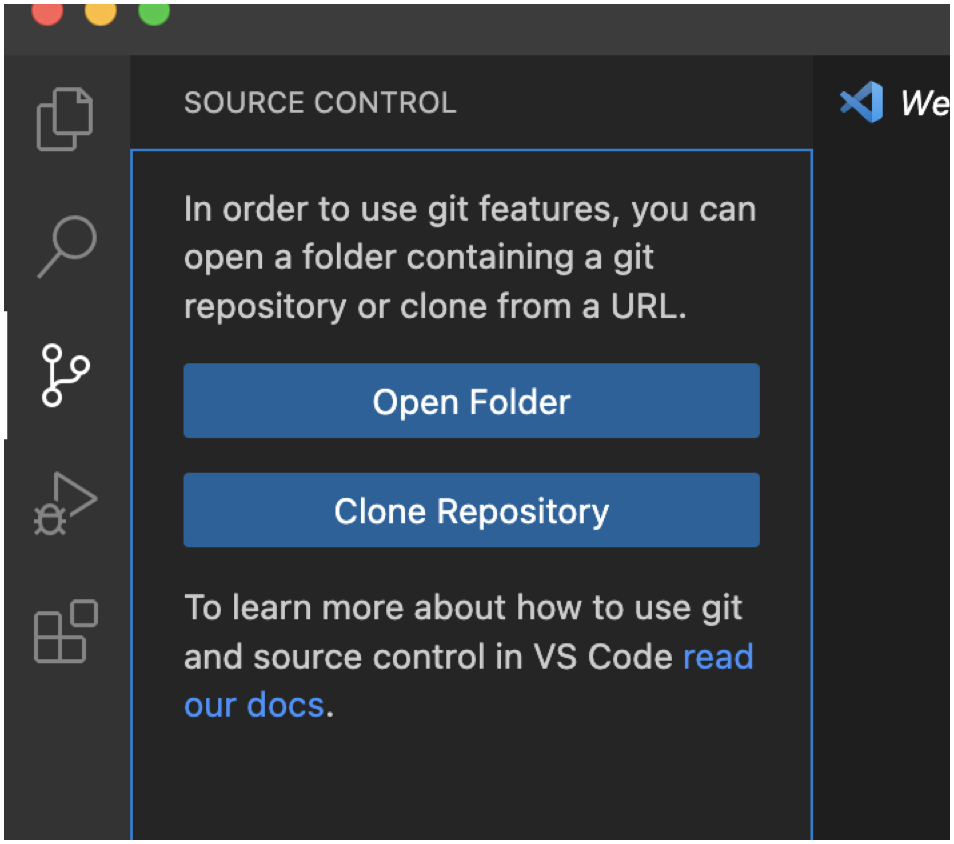 SOURCE CONTROL
We
In order to use git features, you can
open a folder containing a git
repository or clone from a URL.
Open Folder
Clone Repository
To learn more about how to use git
and source control in VS Code read
our docs.